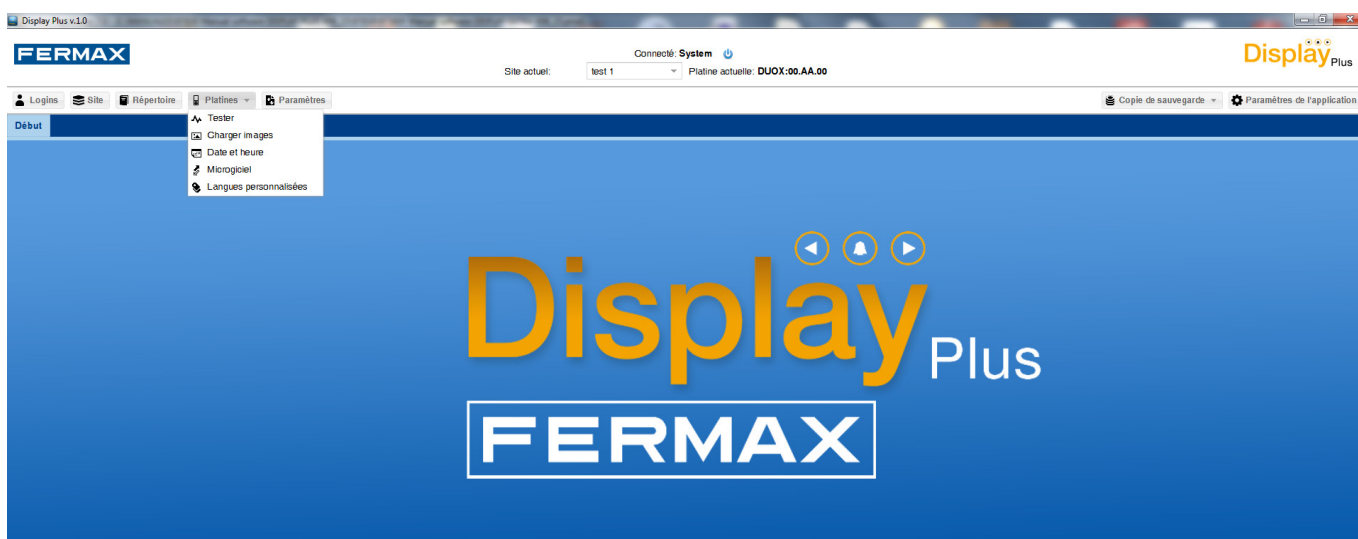 Display Plus v.1.0
FERMAX
Connecté: System
Display Plus
Site actuel: test 1 Platine actuelle: DUOX:00.AA.00
Logins Site Répertoire Platines Paramètres Copie de sauvegarde Paramètres de l'application
Début
Tester
Charger images
Date et heure
Microgiciel
Langues personnalisées
Display Plus
FERMAX